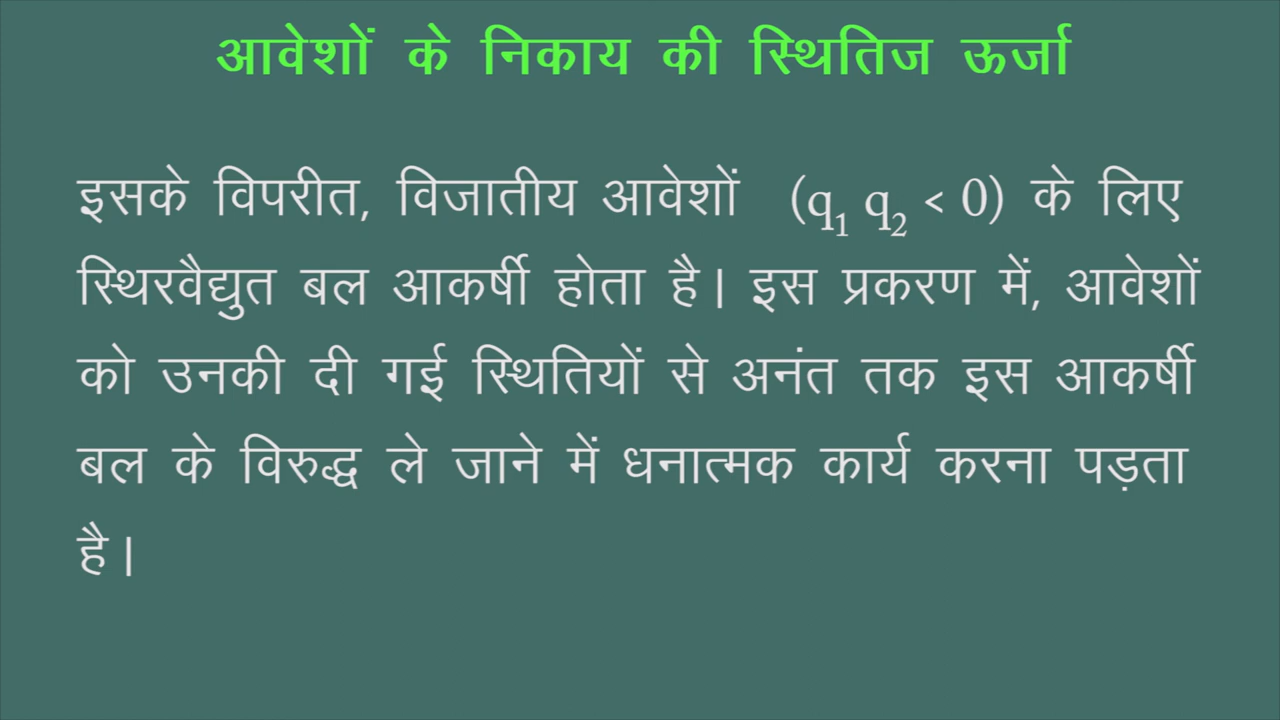 आवेशों के निकाय की स्थितिज ऊर्जा
इसके विपरीत, विजातीय आवेशों (q₁ q₂ < 0) के लिए
स्थिरवैद्युत बल आकर्षी होता है। इस प्रकरण में, आवेशों
को उनकी दी गई स्थितियों से अनंत तक इस आकर्षी
बल के विरुद्ध ले जाने में धनात्मक कार्य करना पड़ता
है।